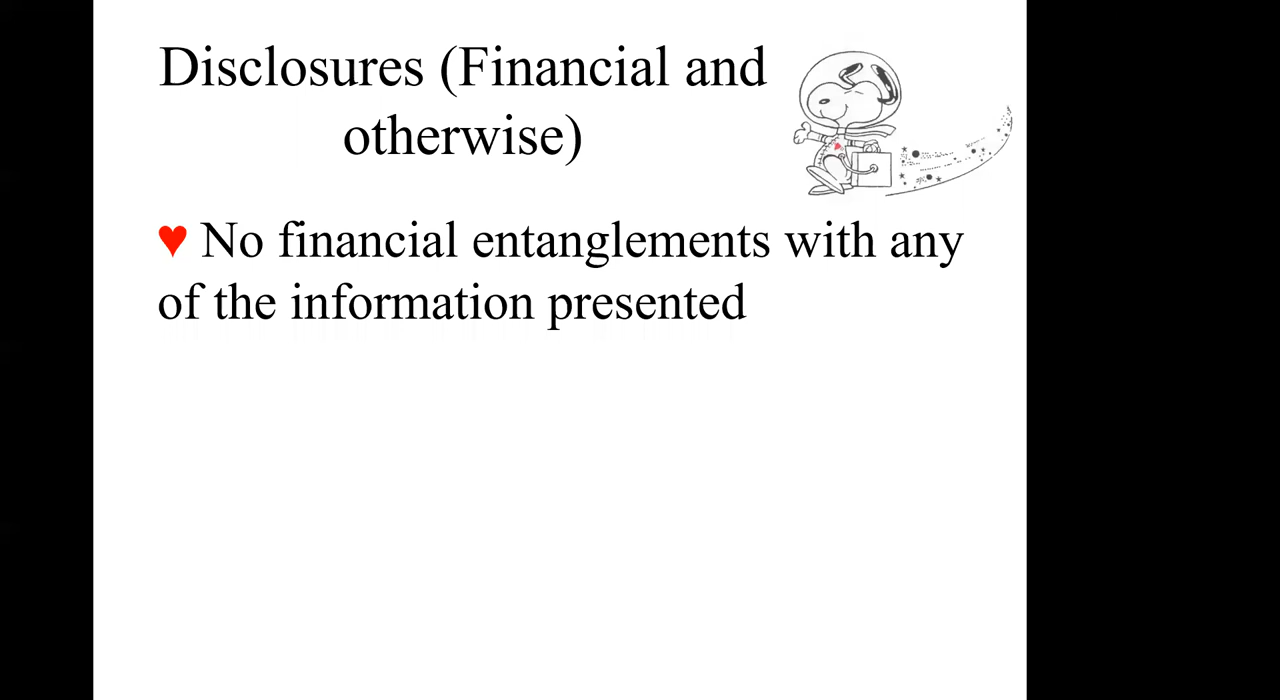 Disclosures (Financial and
otherwise)
♥ No financial entanglements with any
of the information presented